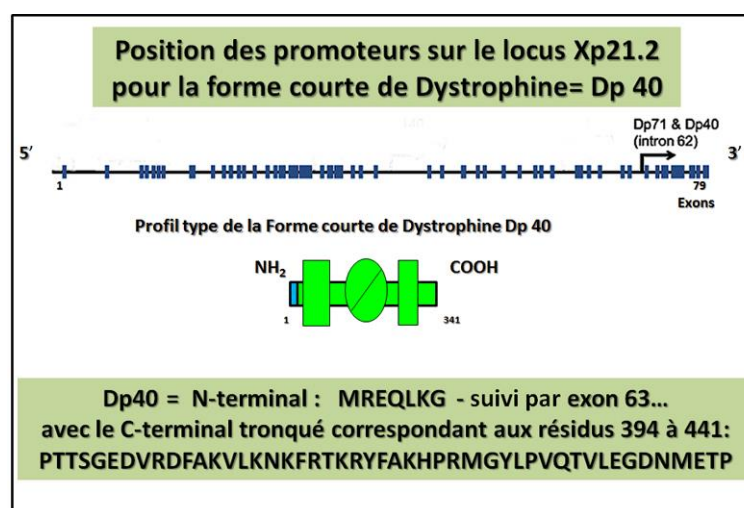 Position des promoteurs sur le locus Xp21.2
pour la forme courte de Dystrophine= Dp 40
Dp71 & Dp40
(intron 62)
5′
3′
1
79
Exons
Profil type de la Forme courte de Dystrophine Dp 40
NH2
COOH
1
341
Dp40 = N-terminal : MREQLKG - suivi par exon 63...
avec le C-terminal tronqué correspondant aux résidus 394 à 441:
PTTSGEDVRDFAKVLKNKFRTKRYFAKHPRMGYLPVQTVLEGDNMETP